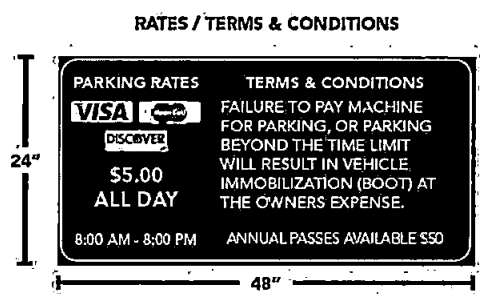 RATES / TERMS & CONDITIONS
PARKING RATES
VISA
MasterCard
DISCOVER
$5.00
ALL DAY
8:00 AM - 8:00 PM
TERMS & CONDITIONS
FAILURE TO PAY MACHINE
FOR PARKING, OR PARKING
BEYOND THE TIME LIMIT
WILL RESULT IN VEHICLE
IMMOBILIZATION (BOOT) AT
THE OWNERS EXPENSE.
ANNUAL PASSES AVAILABLE $50
24"
48"